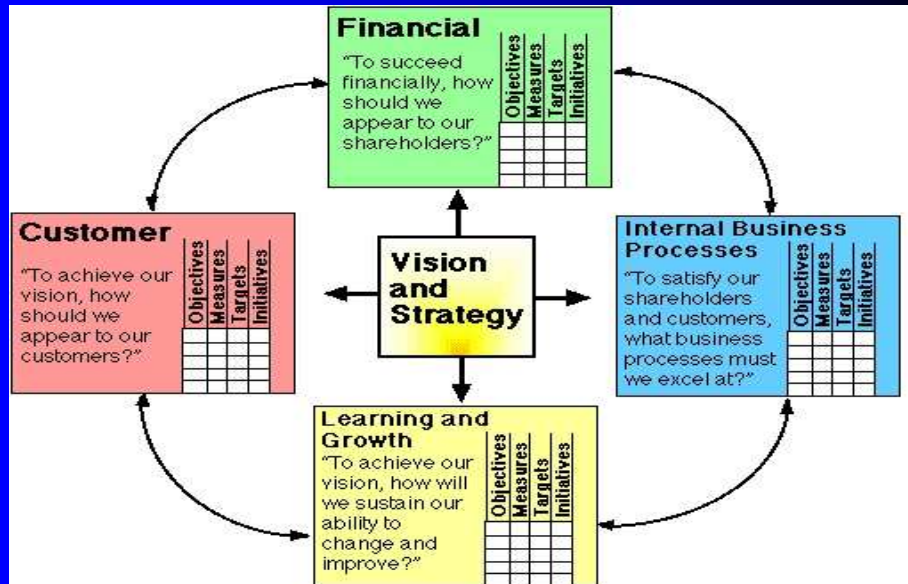 Financial
“To succeed
financially, how
should we
appear to our
shareholders?”
Objectives
Measures
Targets
Initiatives
Customer
“To achieve our
vision, how
should we
appear to our
customers?”
Objectives
Measures
Targets
Initiatives
Vision
and
Strategy
Internal Business
Processes
“To satisfy our
shareholders
and customers,
what business
processes must
we excel at?”
Objectives
Measures
Targets
Initiatives
Learning and
Growth
“To achieve our
vision, how will
we sustain our
ability to
change and
improve?”
Objectives
Measures
Targets
Initiatives